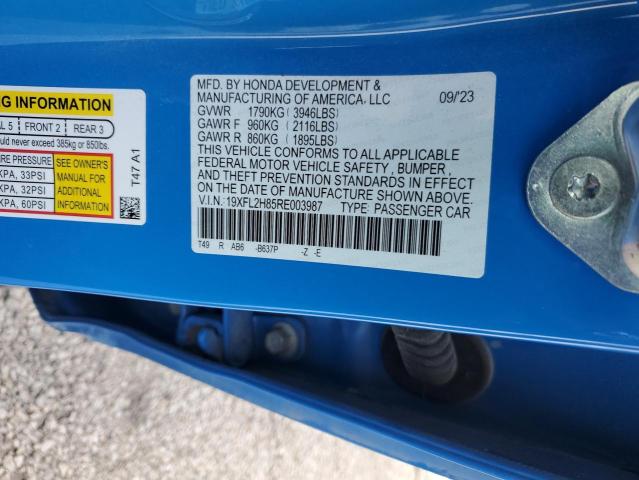 NG INFORMATION
AL 5 FRONT 2 REAR 3
ould never exceed 385kg or 850lbs.
RE PRESSURE
KPA, 33PSI
KPA, 32PSI
KPA, 60PSI
SEE OWNER'S
MANUAL FOR
ADDITIONAL
INFORMATION
T47 A1
MFD. BY HONDA DEVELOPMENT &
MANUFACTURING OF AMERICA, LLC 09/'23
GVWR 1790KG (3946LBS)
GAWR F 960KG (2116LBS)
GAWR R 860KG (1895LBS)
THIS VEHICLE CONFORMS TO ALL APPLICABLE
FEDERAL MOTOR VEHICLE SAFETY, BUMPER,
AND THEFT PREVENTION STANDARDS IN EFFECT
ON THE DATE OF MANUFACTURE SHOWN ABOVE.
V.I.N.:19XFL2H85RE003987 TYPE: PASSENGER CAR
T49 R AB6 -B637P -Z -E